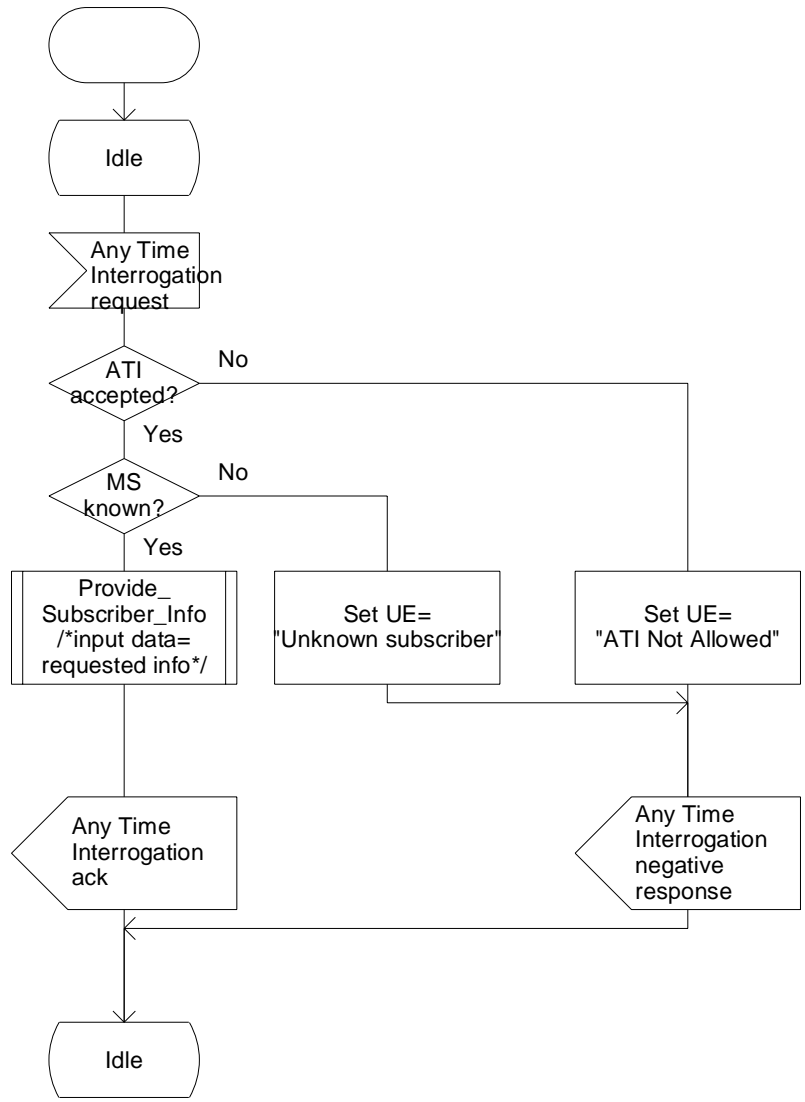 Idle
Any Time
Interrogation
request
ATI
accepted?
No
Yes
MS
known?
No
Yes
Provide_
Subscriber_Info
/*input data=
requested info*/
Set UE=
"Unknown subscriber"
Set UE=
"ATI Not Allowed"
Any Time
Interrogation
ack
Any Time
Interrogation
negative
response
Idle